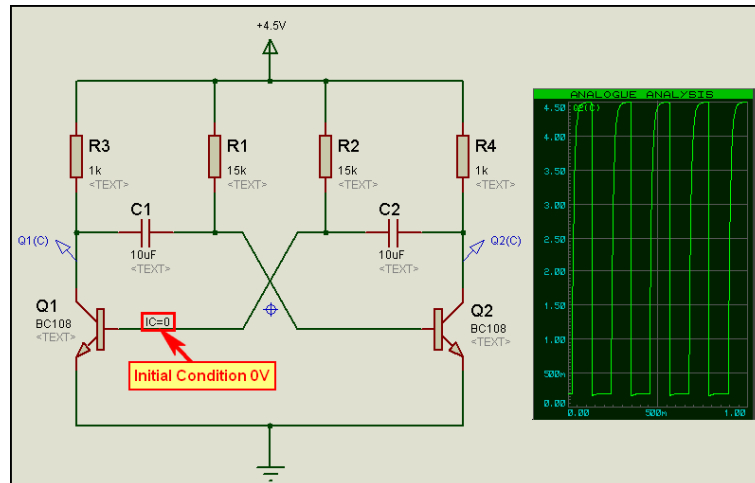 +4.5V
R3
1k
<TEXT>
R1
15k
<TEXT>
R2
15k
<TEXT>
R4
1k
<TEXT>
C1
10uF
<TEXT>
C2
10uF
<TEXT>
Q1(C)
Q2(C)
Q1
BC108
<TEXT>
IC=0
Initial Condition 0V
Q2
BC108
<TEXT>
ANALOGUE ANALYSIS
4.50
Q2(C)
4.00
3.50
3.00
2.50
2.00
1.50
1.00
500m
0.00
0.00
500m
1.00